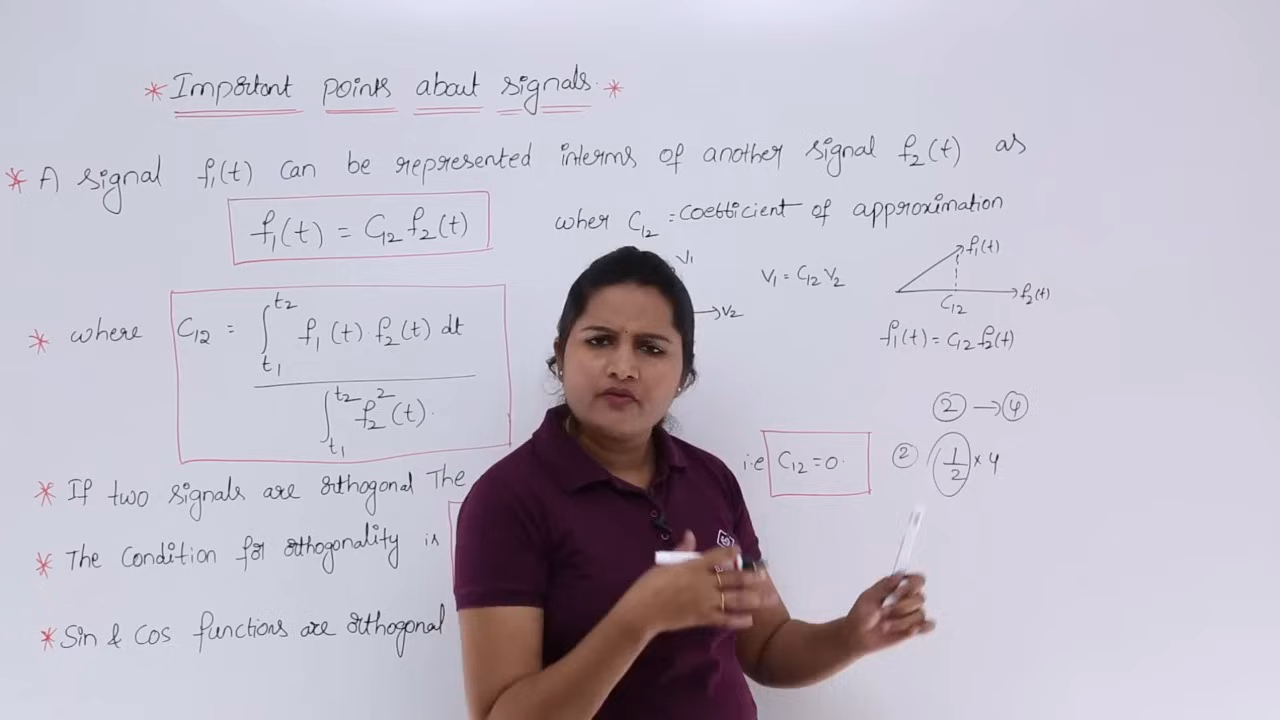 * Important points about signals. *
* A signal f₁(t) can be represented interms of another signal f₂(t) as
f₁(t) = C₁₂ f₂(t)
wher C₁₂ = coefficient of approximation
V₁
V₂
V₁ = C₁₂ V₂
f₁(t)
f₂(t)
C₁₂
f₁(t) = C₁₂ f₂(t)
* where C₁₂ = ∫ t₁ t₂ f₁(t) . f₂(t) dt
∫ t₁ t₂ f₂²(t).
2 → 4
* If two signals are orthogonal The
i.e C₁₂ = 0.
2 1/2 × 4
* The condition for orthogonality is
* Sin & Cos functions are orthogonal